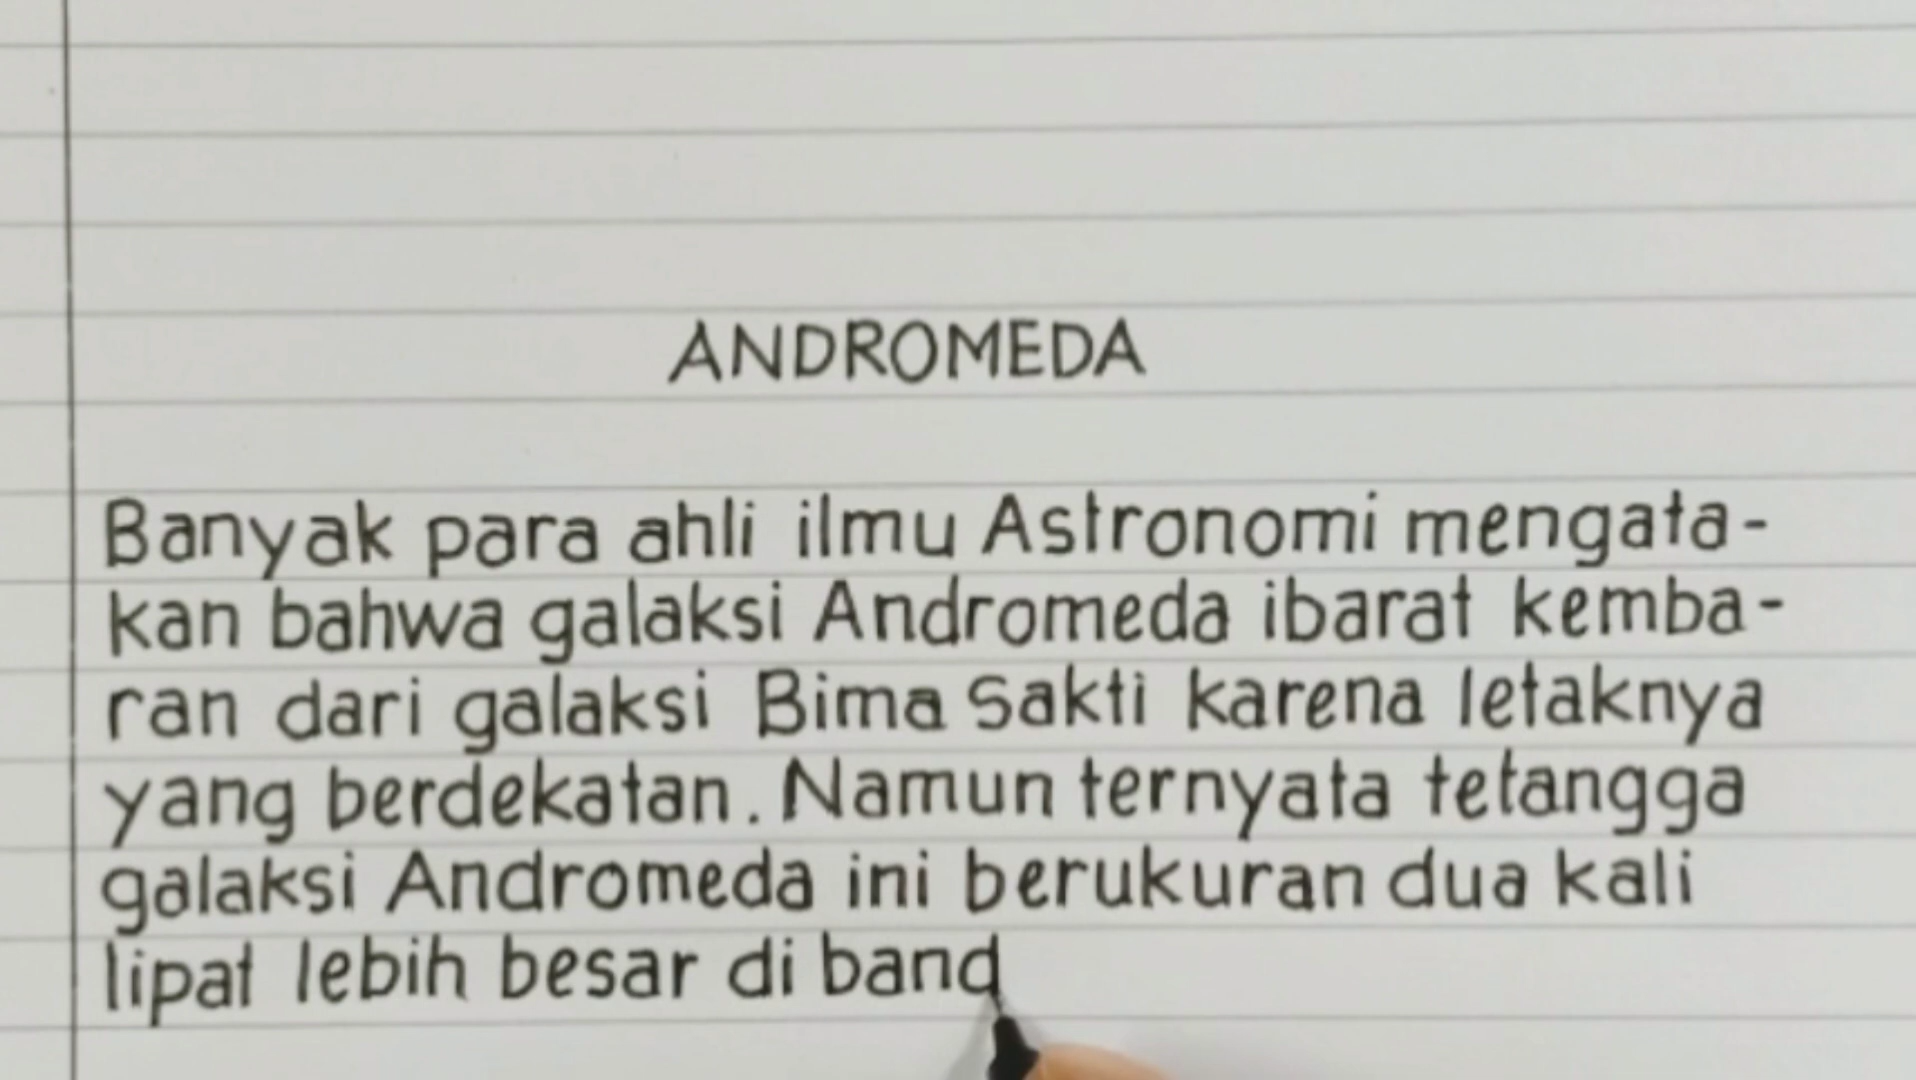 ANDROMEDA
Banyak para ahli ilmu Astronomi mengata-
kan bahwa galaksi Andromeda ibarat kemba-
ran dari galaksi Bima Sakti karena letaknya
yang berdekatan. Namun ternyata tetangga
galaksi Andromeda ini berukuran dua kali
lipat lebih besar di band